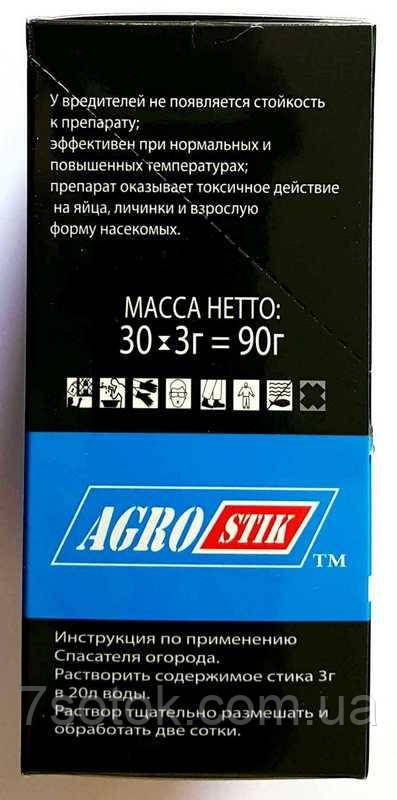 У вредителей не появляется стойкость
к препарату;
эффективен при нормальных и
повышенных температурах;
препарат оказывает токсичное действие
на яйца, личинки и взрослую
форму насекомых.
МАССА НЕТТО:
30 x 3г = 90г
AGRO STIK
TM
Инструкция по применению
Спасателя огорода.
Растворить содержимое стика 3г
в 20л воды.
Раствор тщательно размешать и
обработать две сотки.
7sotok.com.ua